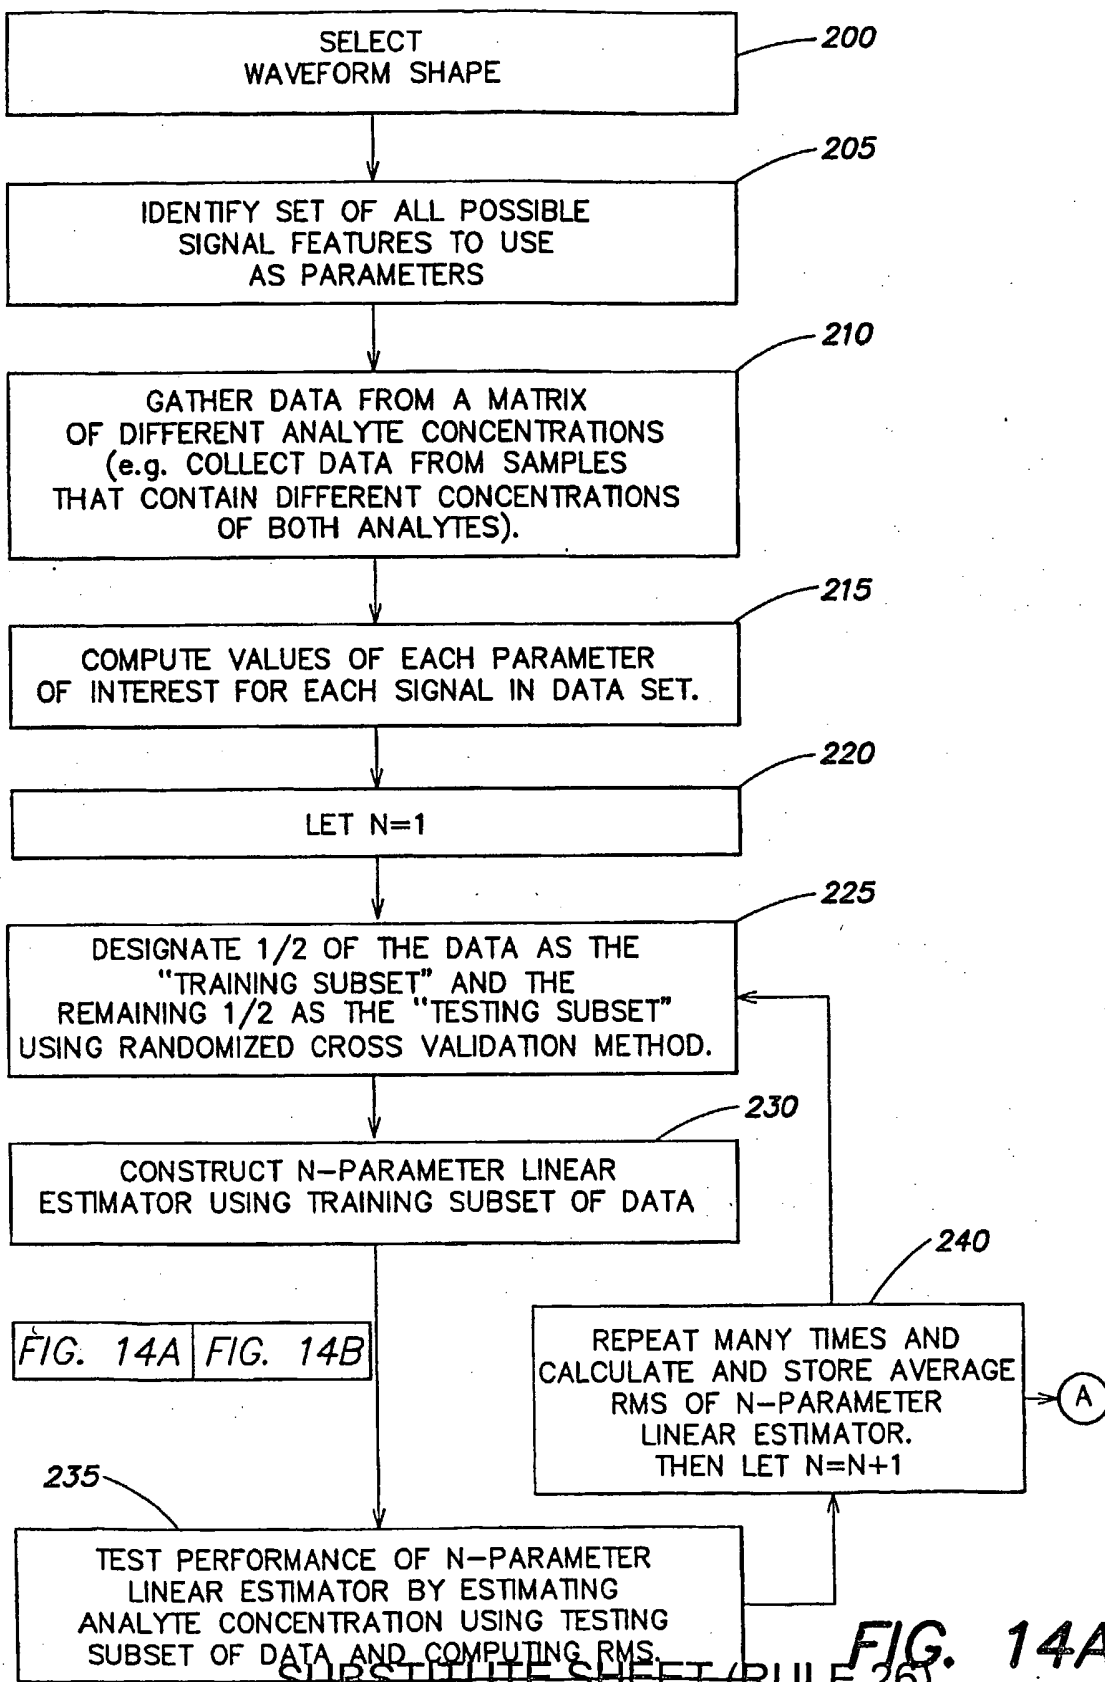 SELECT
WAVEFORM SHAPE
200
205
IDENTIFY SET OF ALL POSSIBLE
SIGNAL FEATURES TO USE
AS PARAMETERS
210
GATHER DATA FROM A MATRIX
OF DIFFERENT ANALYTE CONCENTRATIONS
(e.g. COLLECT DATA FROM SAMPLES
THAT CONTAIN DIFFERENT CONCENTRATIONS
OF BOTH ANALYTES).
215
COMPUTE VALUES OF EACH PARAMETER
OF INTEREST FOR EACH SIGNAL IN DATA SET.
220
LET N=1
225
DESIGNATE 1/2 OF THE DATA AS THE
"TRAINING SUBSET" AND THE
REMAINING 1/2 AS THE "TESTING SUBSET"
USING RANDOMIZED CROSS VALIDATION METHOD.
230
CONSTRUCT N-PARAMETER LINEAR
ESTIMATOR USING TRAINING SUBSET OF DATA
240
FIG. 14A FIG. 14B
REPEAT MANY TIMES AND
CALCULATE AND STORE AVERAGE
RMS OF N-PARAMETER
LINEAR ESTIMATOR.
THEN LET N=N+1
A
235
TEST PERFORMANCE OF N-PARAMETER
LINEAR ESTIMATOR BY ESTIMATING
ANALYTE CONCENTRATION USING TESTING
SUBSET OF DATA AND COMPUTING RMS.
FIG. 14A
SUBSTITUTE SHEET (RULE 26)